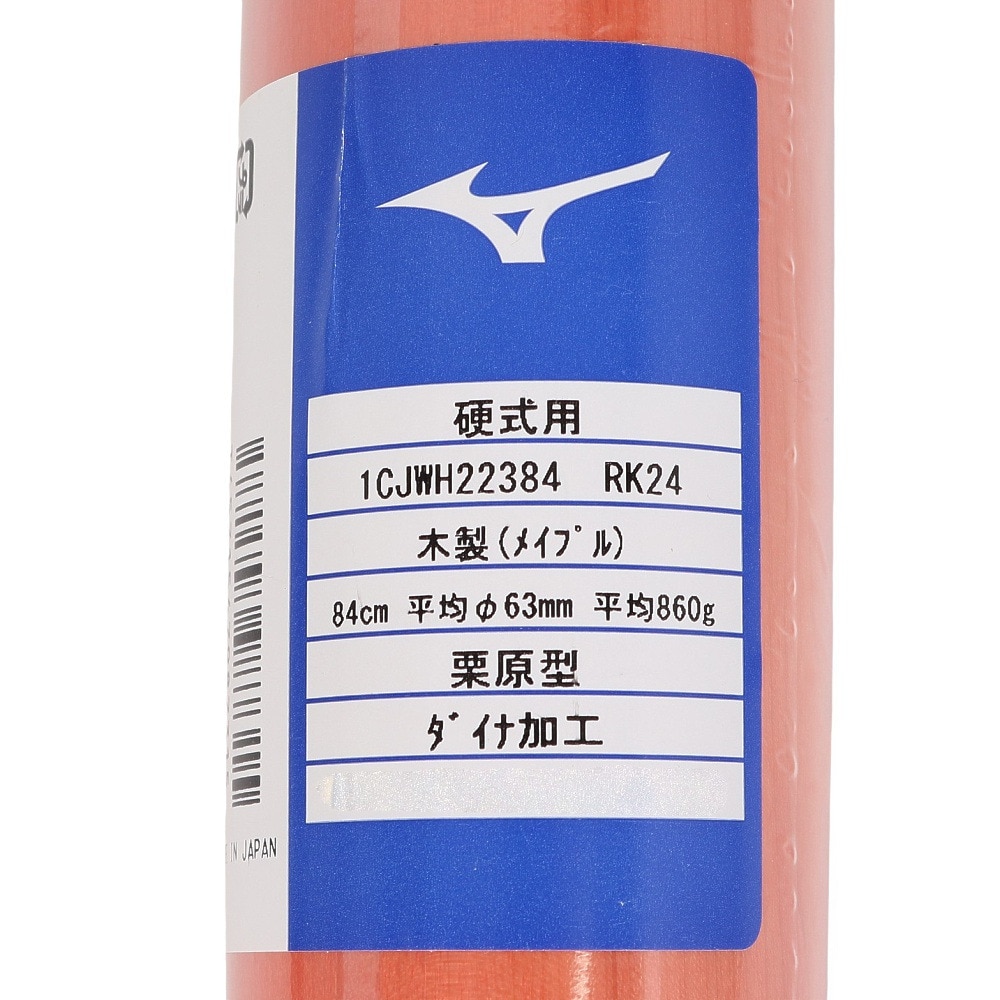 硬式用
1CJWH22384 RK24
木製(メイプル)
84cm 平均φ63mm 平均860g
栗原型
ダイナ加工
IN JAPAN